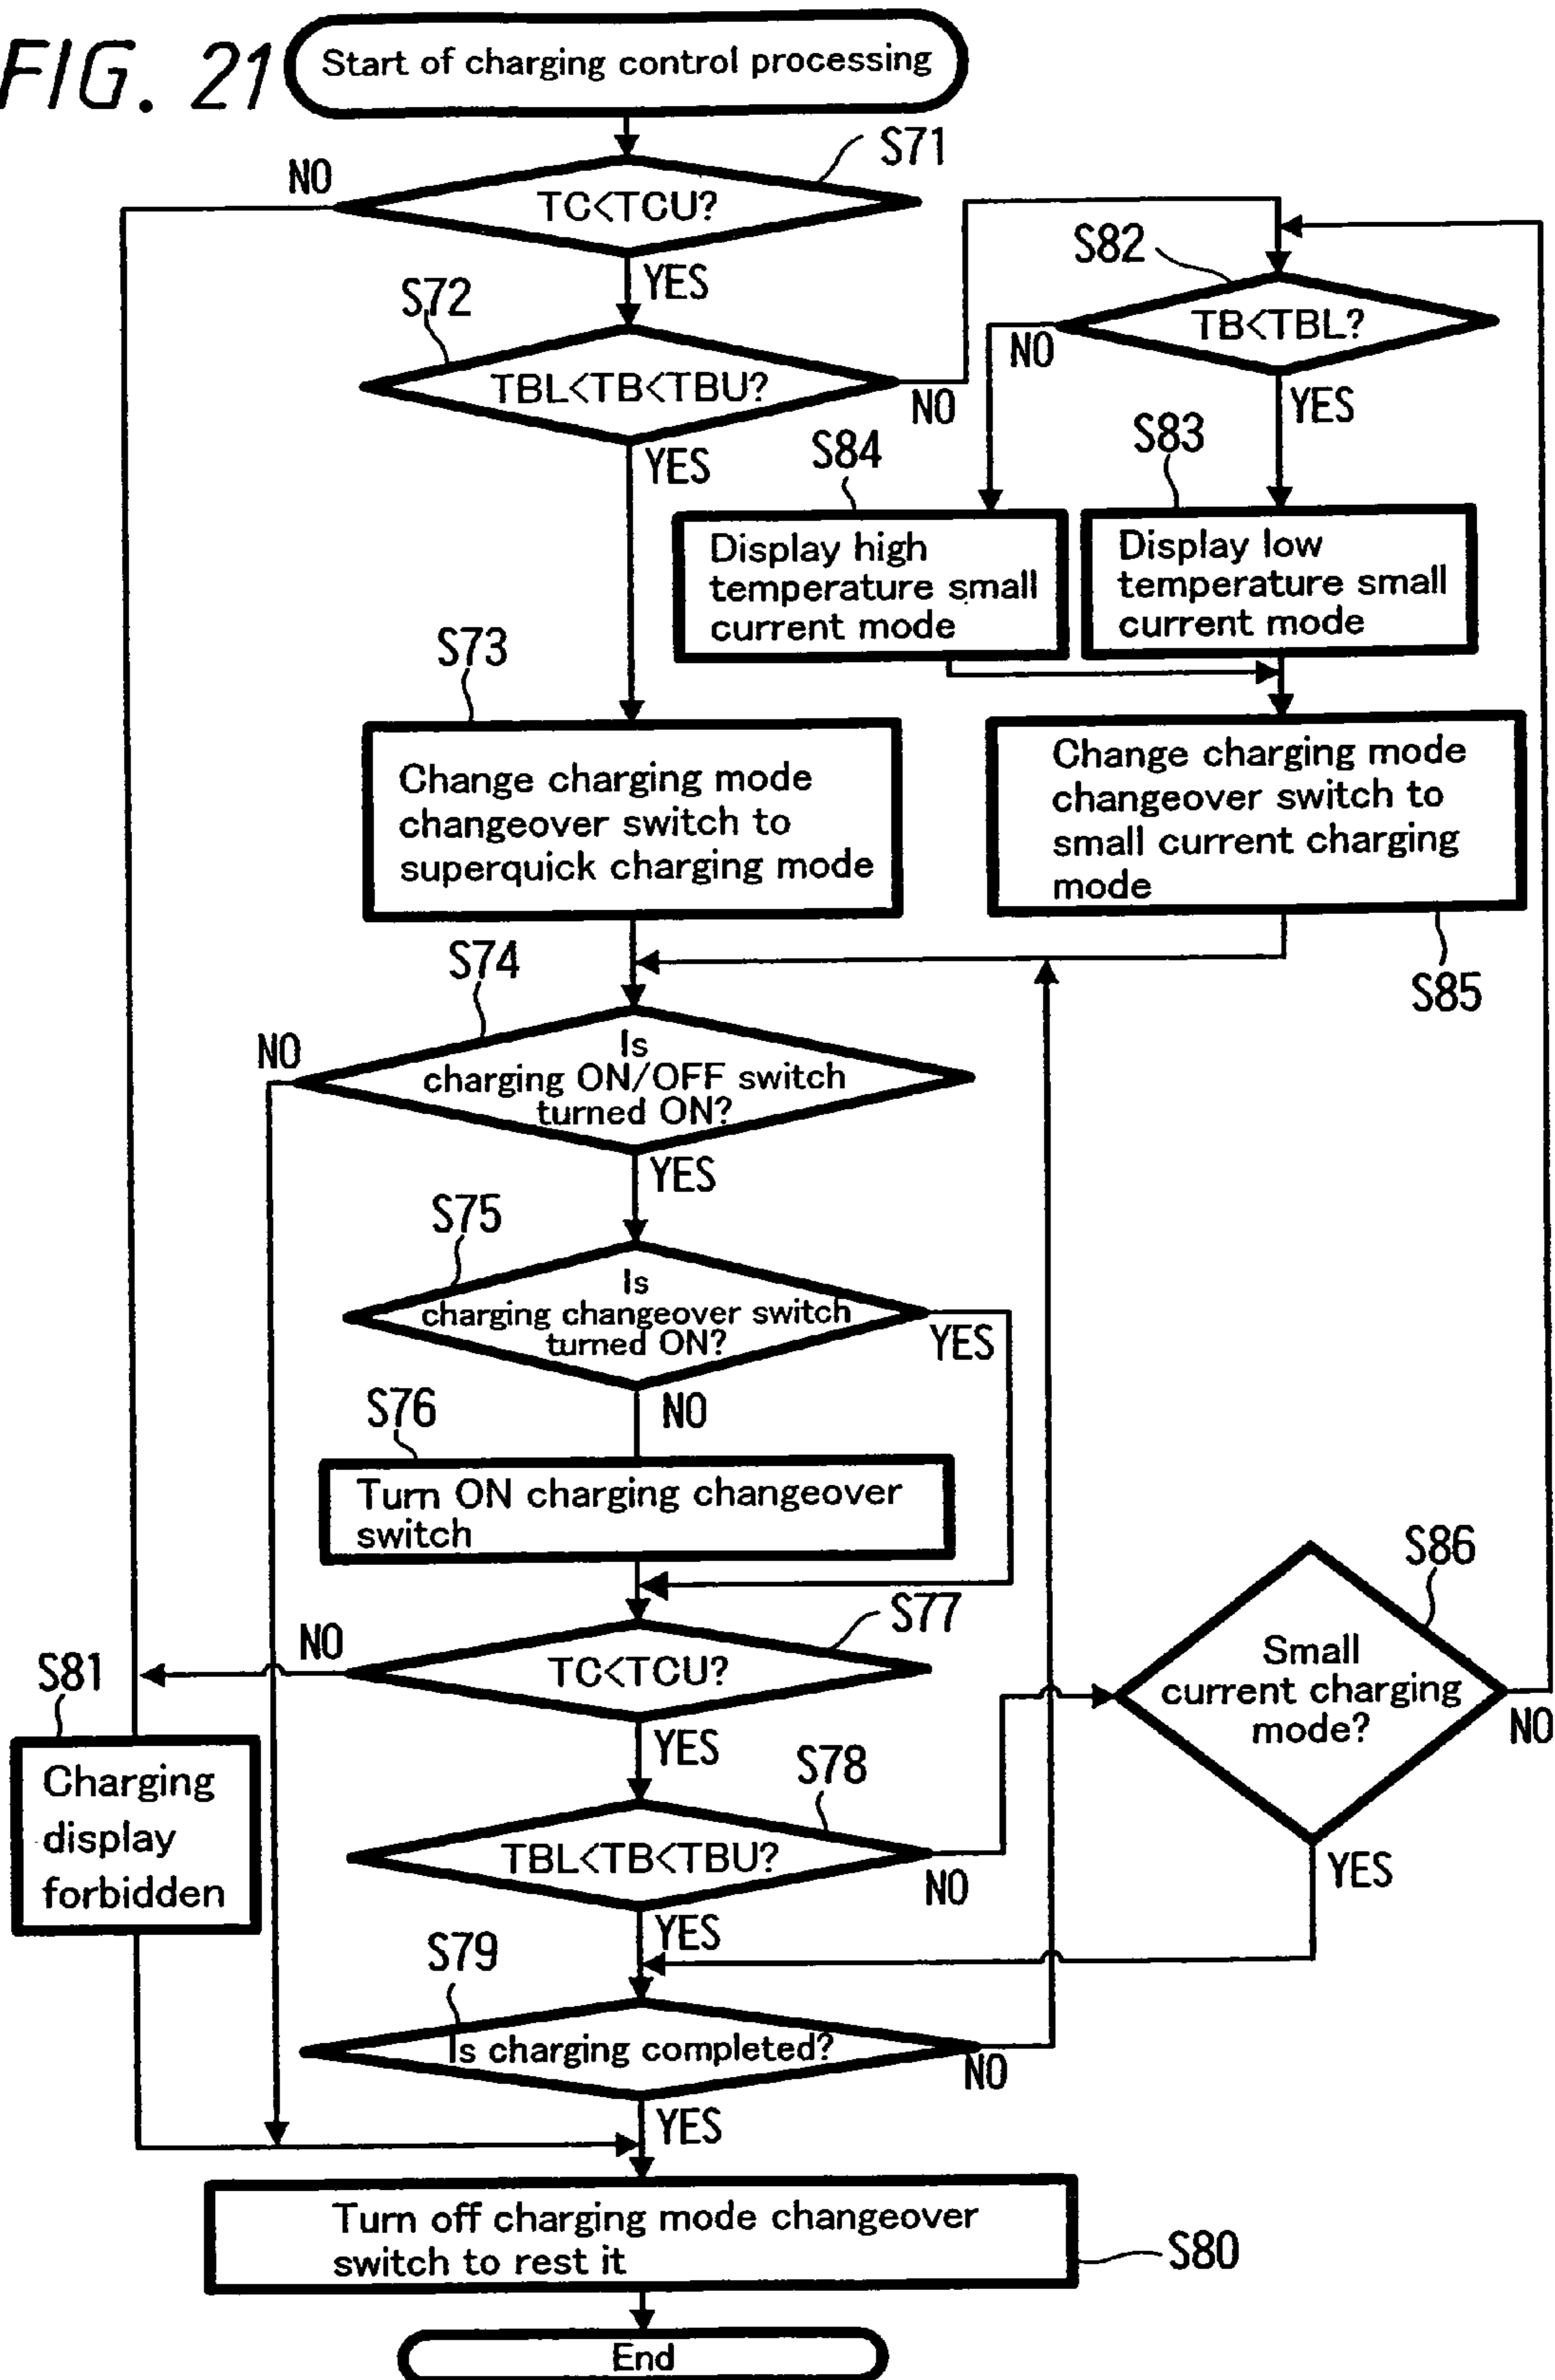 FIG. 21
Start of charging control processing
S71
NO
TC<TCU?
YES
S72
TBL<TB<TBU?
NO
YES
S82
TB<TBL?
NO
YES
S84
Display high
temperature small
current mode
S83
Display low
temperature small
current mode
S73
Change charging mode
changeover switch to
superquick charging mode
Change charging mode
changeover switch to
small current charging
mode
S85
S74
NO
Is
charging ON/OFF switch
turned ON?
YES
S75
Is
charging changeover switch
turned ON?
YES
NO
S76
Turn ON charging changeover
switch
S77
NO
TC<TCU?
YES
S86
Small
current charging
mode?
NO
YES
S81
Charging
display
forbidden
S78
TBL<TB<TBU?
NO
YES
S79
Is charging completed?
NO
YES
Turn off charging mode changeover
switch to rest it
S80
End